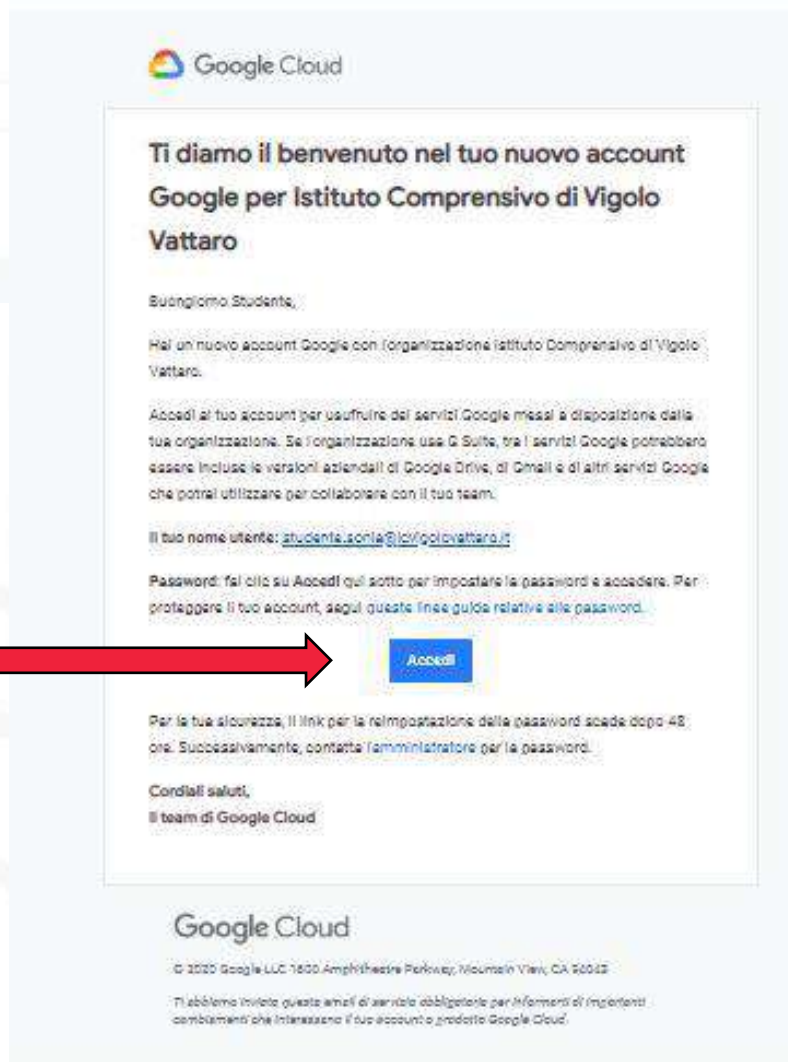 Google Cloud
Ti diamo il benvenuto nel tuo nuovo account
Google per Istituto Comprensivo di Vigolo
Vattaro
Buongiorno Studente,
Hai un nuovo account Google con l'organizzazione Istituto Comprensivo di Vigolo
Vattaro.
Accedi al tuo account per usufruire dei servizi Google messi a disposizione dalla
tua organizzazione. Se l'organizzazione usa G Suite, tra i servizi Google potrebbero
essere incluse le versioni aziendali di Google Drive, di Gmail e di altri servizi Google
che potrai utilizzare per collaborare con il tuo team.
Il tuo nome utente: studente.sonia@icvigolovattaro.it
Password: fai clic su Accedi qui sotto per impostare la password e accedere. Per
proteggere il tuo account, segui queste linee guida relative alle password.
Accedi
Per la tua sicurezza, il link per la reimpostazione della password scade dopo 48
ore. Successivamente, contatta l'amministratore per la password.
Cordiali saluti,
Il team di Google Cloud
Google Cloud
© 2020 Google LLC 1600 Amphitheatre Parkway, Mountain View, CA 94043
Ti abbiamo inviato questa email di servizio obbligatoria per informarti di importanti
cambiamenti che interessano il tuo account o prodotto Google Cloud.